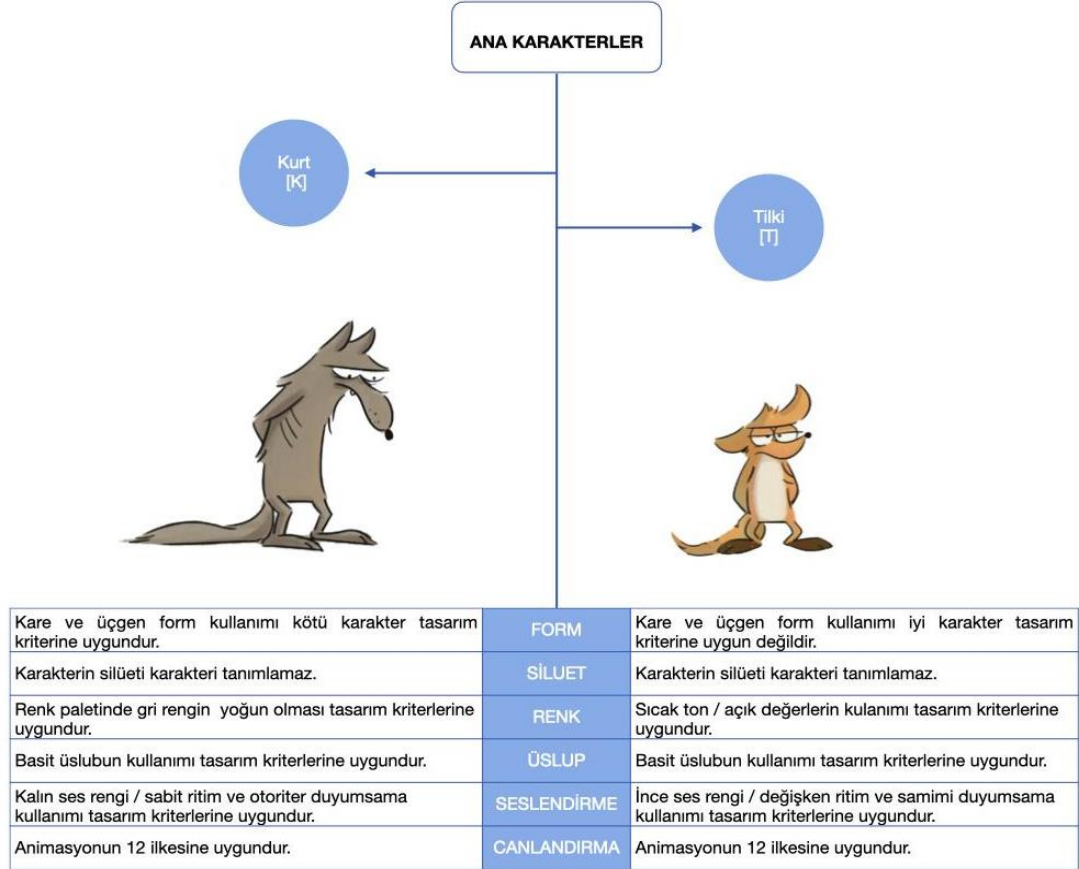 ANA KARAKTERLER
Kurt
[K]
Tilki
[T]
Kare ve üçgen form kullanımı kötü karakter tasarım
kriterine uygundur.
FORM
Kare ve üçgen form kullanımı iyi karakter tasarım
kriterine uygun değildir.
Karakterin silüeti karakteri tanımlamaz.
SİLUET
Karakterin silüeti karakteri tanımlamaz.
Renk paletinde gri rengin yoğun olması tasarım kriterlerine
uygundur.
RENK
Sıcak ton / açık değerlerin kulanımı tasarım kriterlerine
uygundur.
Basit üslubun kullanımı tasarım kriterlerine uygundur.
ÜSLUP
Basit üslubun kullanımı tasarım kriterlerine uygundur.
Kalın ses rengi / sabit ritim ve otoriter duyumsama
kullanımı tasarım kriterlerine uygundur.
SESLENDİRME
İnce ses rengi / değişken ritim ve samimi duyumsama
kullanımı tasarım kriterlerine uygundur.
Animasyonun 12 ilkesine uygundur.
CANLANDIRMA
Animasyonun 12 ilkesine uygundur.